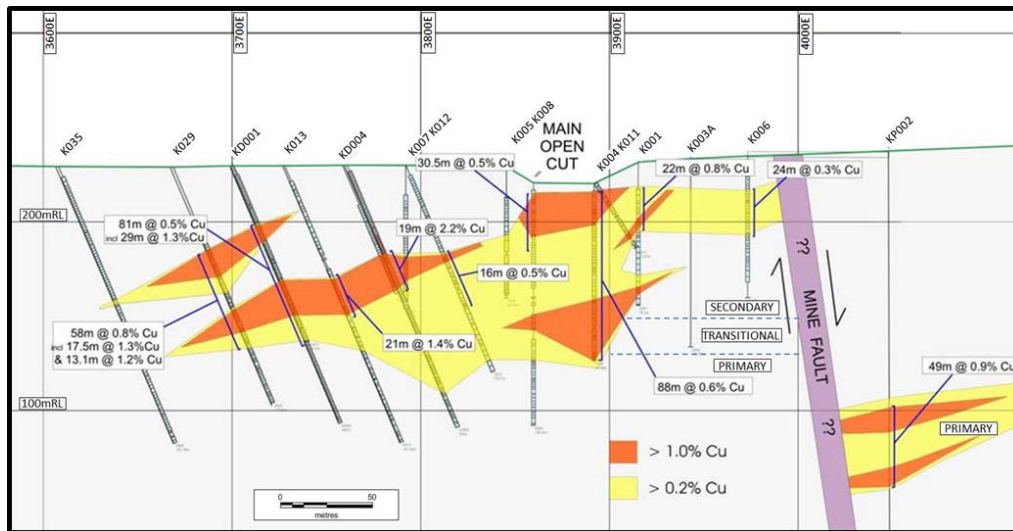 3600E
3700E
3800E
3900E
4000E
K035
K029
KD001
K013
KD004
K007
K012
K005
K008
MAIN
OPEN
CUT
K004
K011
K001
K003A
K006
KP002
30.5m @ 0.5% Cu
22m @ 0.8% Cu
24m @ 0.3% Cu
200mRL
81m @ 0.5% Cu
incl 29m @ 1.3%Cu
19m @ 2.2% Cu
16m @ 0.5% Cu
58m @ 0.8% Cu
incl 17.5m @ 1.3%Cu
& 13.1m @ 1.2%Cu
21m @ 1.4% Cu
88m @ 0.6% Cu
SECONDARY
TRANSITIONAL
PRIMARY
??
MINE FAULT
??
49m @ 0.9% Cu
PRIMARY
100mRL
> 1.0% Cu
> 0.2% Cu
0 50
metres